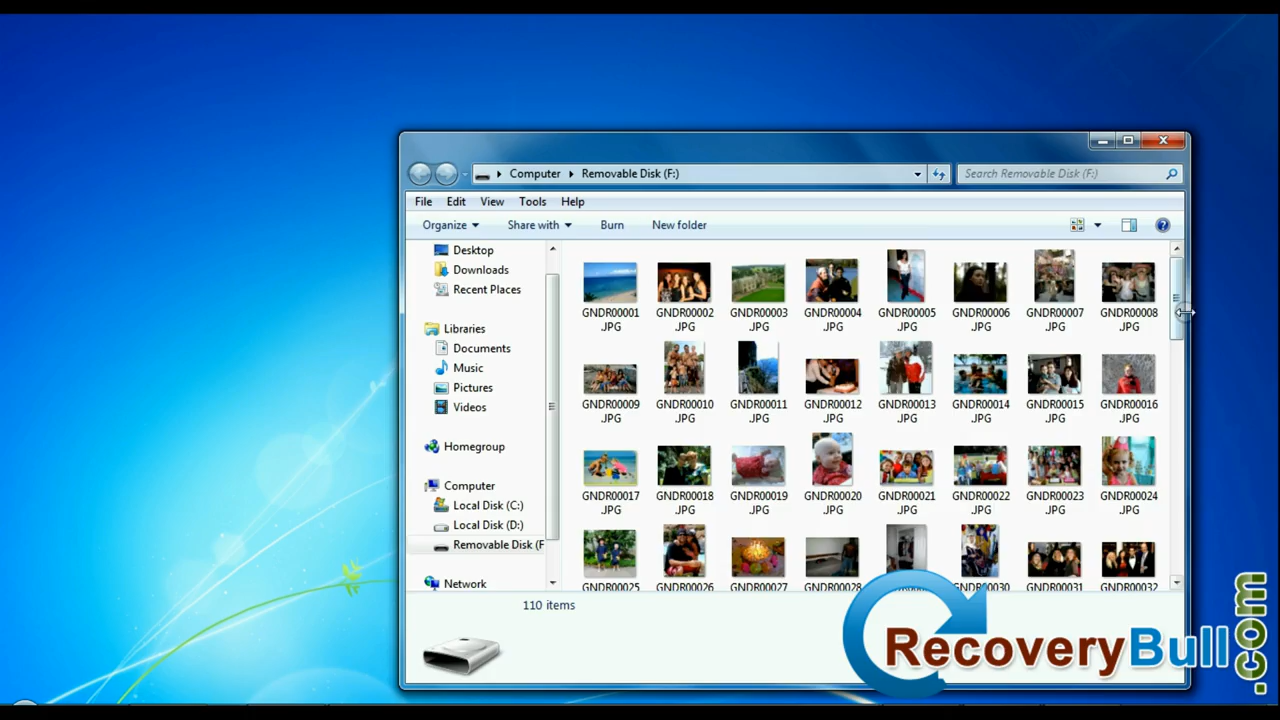 Computer Removable Disk (F:) Search Removable Disk (F:)
File Edit View Tools Help
Organize Share with Burn New folder
Desktop
Downloads
Recent Places
Libraries
Documents
Music
Pictures
Videos
Homegroup
Computer
Local Disk (C:)
Local Disk (D:)
Removable Disk (F
Network
GNDR00001 .JPG
GNDR00002 .JPG
GNDR00003 .JPG
GNDR00004 .JPG
GNDR00005 .JPG
GNDR00006 .JPG
GNDR00007 .JPG
GNDR00008 .JPG
GNDR00009 .JPG
GNDR00010 .JPG
GNDR00011 .JPG
GNDR00012 .JPG
GNDR00013 .JPG
GNDR00014 .JPG
GNDR00015 .JPG
GNDR00016 .JPG
GNDR00017 .JPG
GNDR00018 .JPG
GNDR00019 .JPG
GNDR00020 .JPG
GNDR00021 .JPG
GNDR00022 .JPG
GNDR00023 .JPG
GNDR00024 .JPG
GNDR00025
GNDR00026
GNDR00027
GNDR00028
GNDR00031
GNDR00032
110 items
RecoveryBull.com